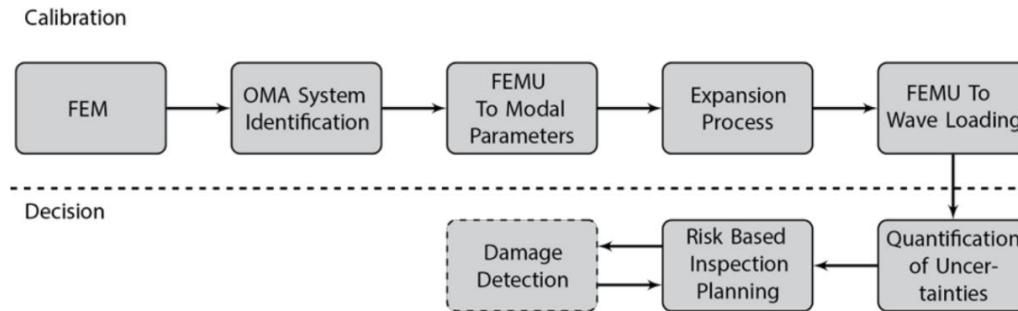 Calibration
FEM
OMA System
Identification
FEMU
To Modal
Parameters
Expansion
Process
FEMU To
Wave Loading
Decision
Damage
Detection
Risk Based
Inspection
Planning
Quantification
of Uncer-
tainties